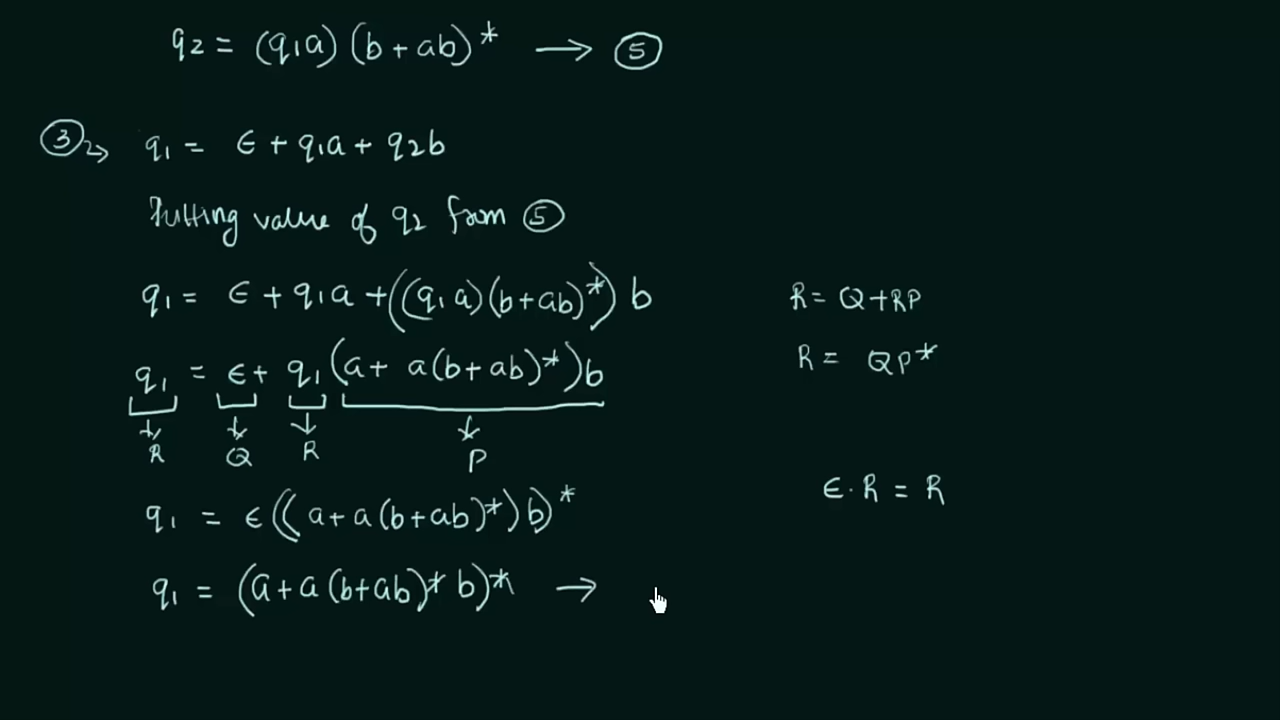 q2 = (q1a) (b + ab)* → ⑤
③↪ q1 = ϵ + q1a + q2b
Putting value of q2 from ⑤
q1 = ϵ + q1a + ((q1a)(b+ab)*) b
R = Q+RP
q1 = ϵ + q1 (a + a(b+ab)*)b
R = QP*
R Q R P
ϵ·R = R
q1 = ϵ((a+a(b+ab)*)b)*
q1 = (a+a(b+ab)* b)* →